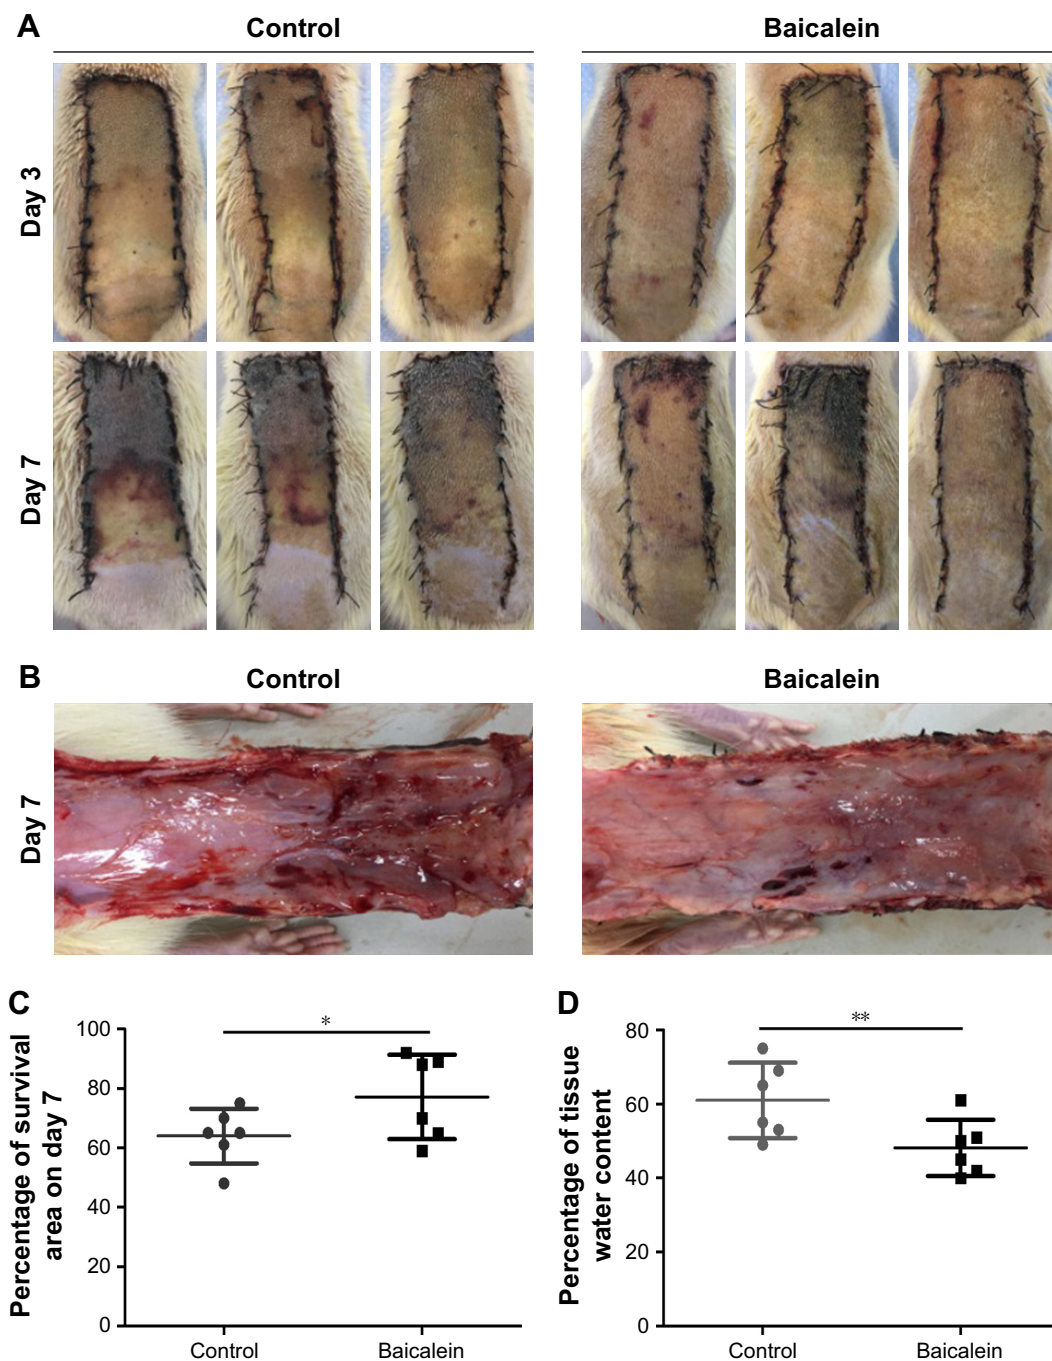 A
Control
Baicalein
Day 3
Day 7
B
Control
Baicalein
Day 7
C
Percentage of survival
area on day 7
100
80
60
40
20
0
*
Control
Baicalein
D
Percentage of tissue
water content
80
60
40
20
0
**
Control
Baicalein